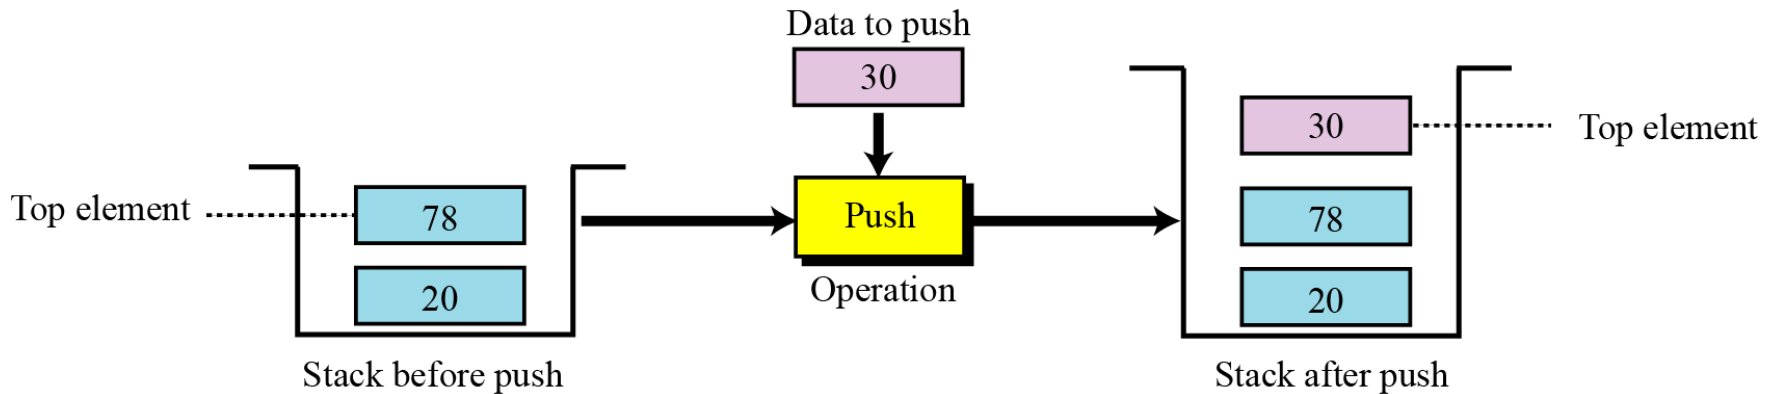 Data to push
30
30
Top element
Top element
78
Push
78
20
Operation
20
Stack before push
Stack after push